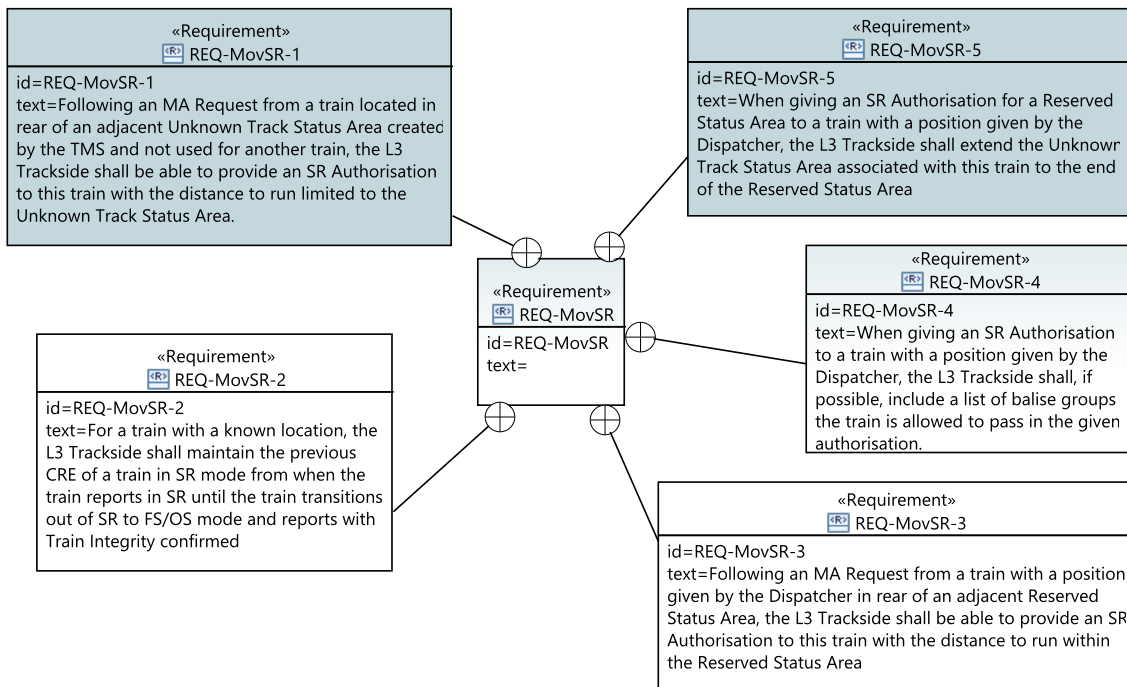 «Requirement»
REQ-MovSR-1
id=REQ-MovSR-1
text=Following an MA Request from a train located in
rear of an adjacent Unknown Track Status Area created
by the TMS and not used for another train, the L3
Trackside shall be able to provide an SR Authorisation
to this train with the distance to run limited to the
Unknown Track Status Area.
«Requirement»
REQ-MovSR-5
id=REQ-MovSR-5
text=When giving an SR Authorisation for a Reserved
Status Area to a train with a position given by the
Dispatcher, the L3 Trackside shall extend the Unknown
Track Status Area associated with this train to the end
of the Reserved Status Area
«Requirement»
REQ-MovSR
id=REQ-MovSR
text=
«Requirement»
REQ-MovSR-4
id=REQ-MovSR-4
text=When giving an SR Authorisation
to a train with a position given by the
Dispatcher, the L3 Trackside shall, if
possible, include a list of balise groups
the train is allowed to pass in the given
authorisation.
«Requirement»
REQ-MovSR-2
id=REQ-MovSR-2
text=For a train with a known location, the
L3 Trackside shall maintain the previous
CRE of a train in SR mode from when the
train reports in SR until the train transitions
out of SR to FS/OS mode and reports with
Train Integrity confirmed
«Requirement»
REQ-MovSR-3
id=REQ-MovSR-3
text=Following an MA Request from a train with a position
given by the Dispatcher in rear of an adjacent Reserved
Status Area, the L3 Trackside shall be able to provide an SR
Authorisation to this train with the distance to run within
the Reserved Status Area